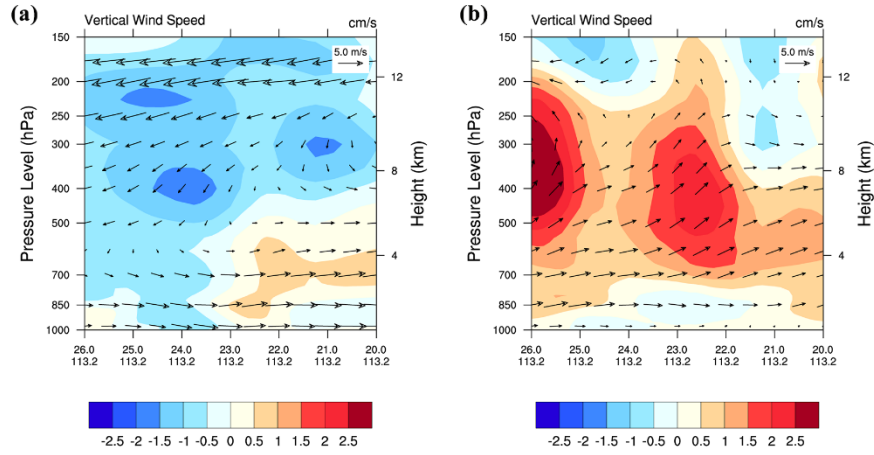 (a)
Vertical Wind Speed
cm/s
5.0 m/s
150
200
250
300
400
500
700
850
1000
Pressure Level (hPa)
12
8
4
Height (km)
26.0 25.0 24.0 23.0 22.0 21.0 20.0
113.2 113.2 113.2 113.2 113.2 113.2 113.2
-2.5 -2 -1.5 -1 -0.5 0 0.5 1 1.5 2 2.5
(b)
Vertical Wind Speed
cm/s
5.0 m/s
150
200
250
300
400
500
700
850
1000
Pressure Level (hPa)
12
8
4
Height (km)
26.0 25.0 24.0 23.0 22.0 21.0 20.0
113.2 113.2 113.2 113.2 113.2 113.2 113.2
-2.5 -2 -1.5 -1 -0.5 0 0.5 1 1.5 2 2.5